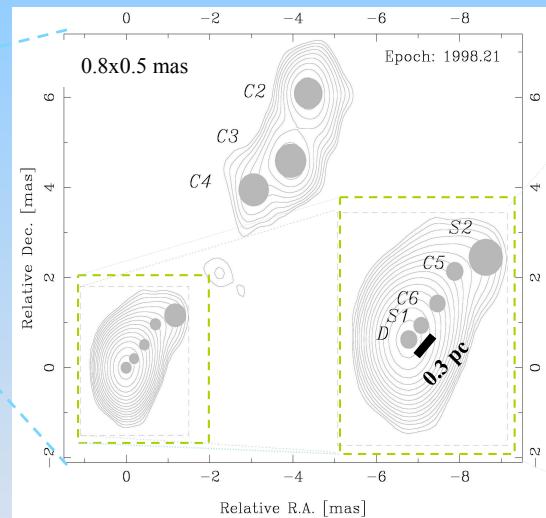 0 −2 −4 −6 −8
0.8x0.5 mas
Epoch: 1998.21
C2
C3
C4
6
4
2
0
2
Relative Dec. [mas]
6
4
2
0
2
S2
C5
C6
S1
D
0.3 pc
0 −2 −4 −6 −8
Relative R.A. [mas]